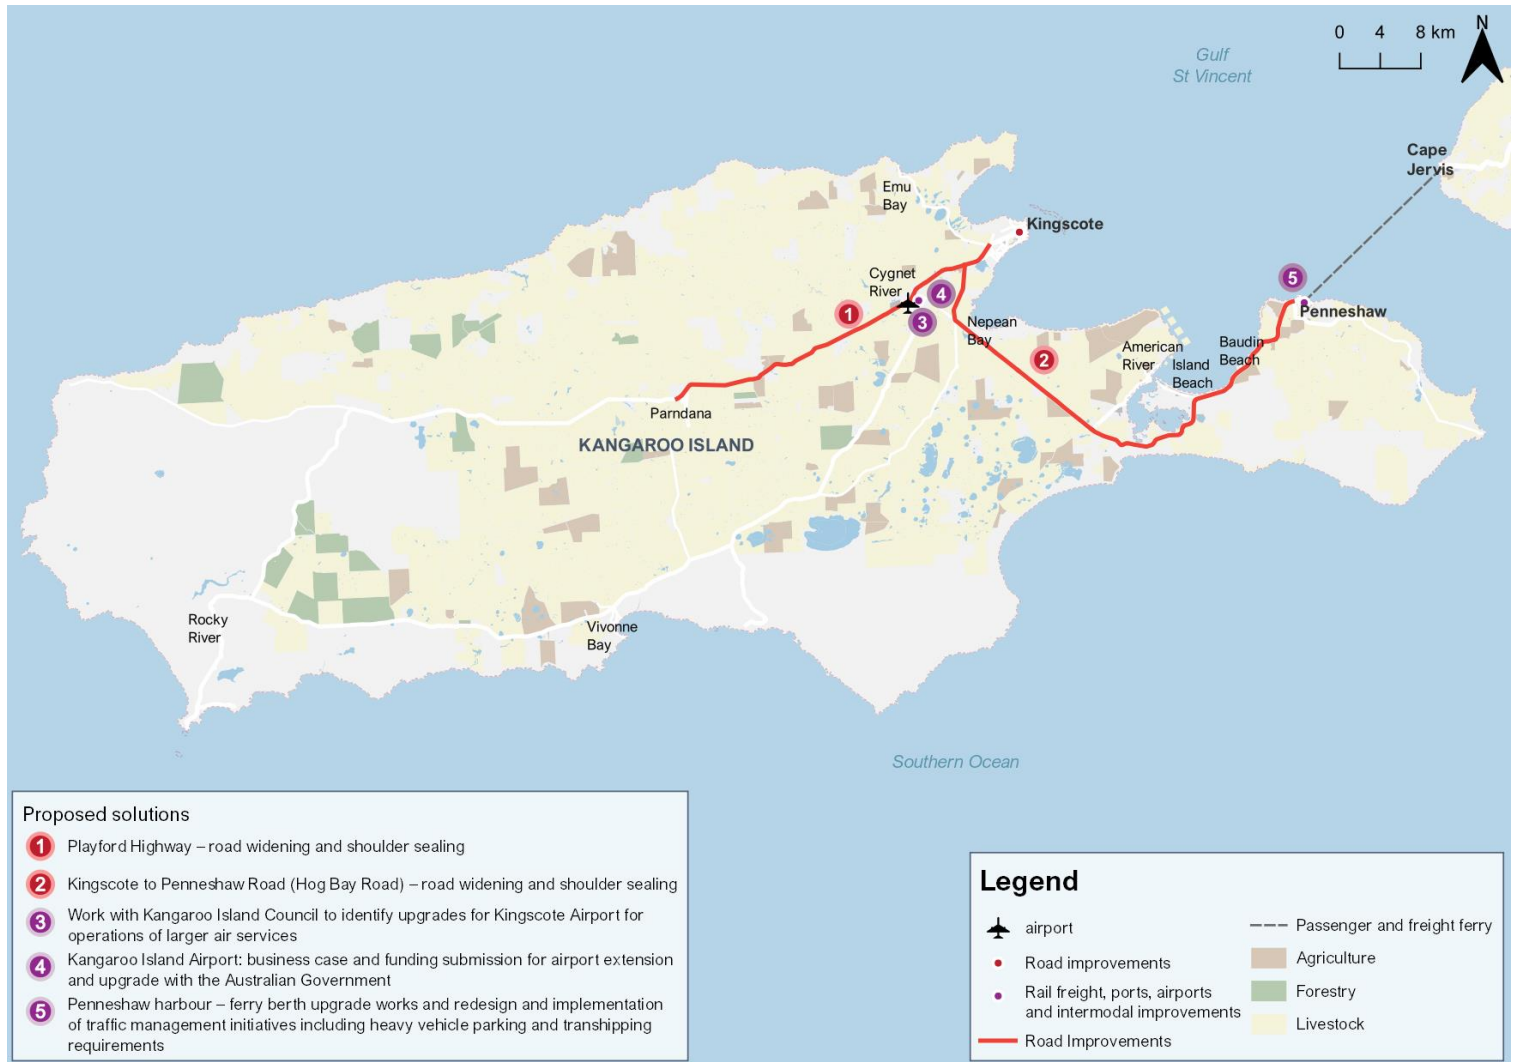 0 4 8 km
N
Gulf
St Vincent
Cape
Jervis
Emu
Bay
Kingscote
Cygnet
River
5
4
1
3
Penneshaw
Nepean
Bay
2
American
River
Baudin
Beach
Island
Beach
Parndana
KANGAROO ISLAND
Rocky
River
Vivonne
Bay
Southern Ocean
Proposed solutions
1 Playford Highway – road widening and shoulder sealing
2 Kingscote to Penneshaw Road (Hog Bay Road) – road widening and shoulder sealing
3 Work with Kangaroo Island Council to identify upgrades for Kingscote Airport for
operations of larger air services
4 Kangaroo Island Airport: business case and funding submission for airport extension
and upgrade with the Australian Government
5 Penneshaw harbour – ferry berth upgrade works and redesign and implementation
of traffic management initiatives including heavy vehicle parking and transhipping
requirements
Legend
airport
Road improvements
Rail freight, ports, airports
and intermodal improvements
Road Improvements
Passenger and freight ferry
Agriculture
Forestry
Livestock